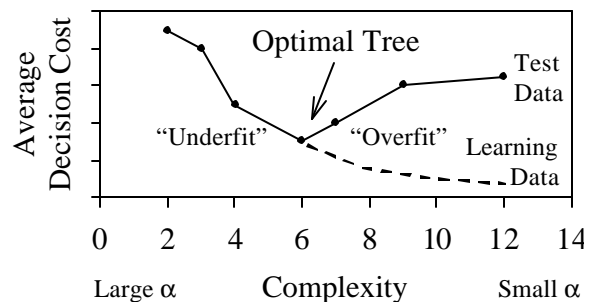 Average
Decision Cost
Optimal Tree
Test
Data
“Underfit”
“Overfit”
Learning
Data
0 2 4 6 8 10 12 14
Large α Complexity Small α